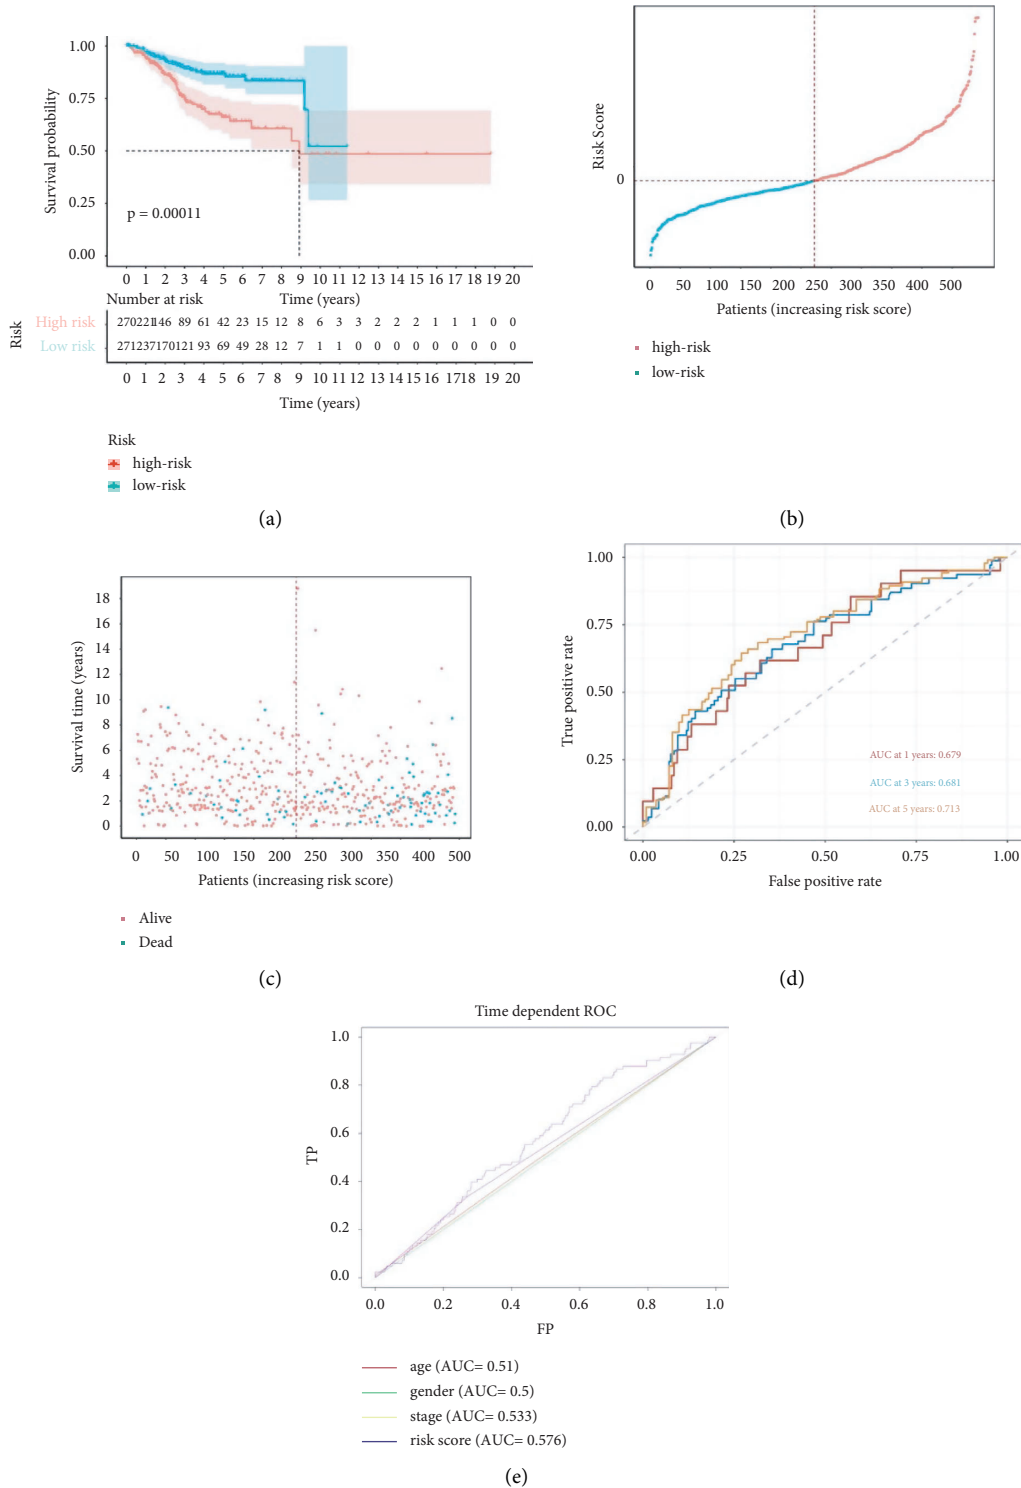 1.00
0.75
0.50
0.25
0.00
Survival probability
p = 0.00011
0 1 2 3 4 5 6 7 8 9 10 11 12 13 14 15 16 17 18 19 20
Number at risk
Time (years)
Risk
High risk
270221146 89 61 42 23 15 12 8 6 3 3 2 2 2 1 1 1 0 0
Low risk
271237170121 93 69 49 28 12 7 1 1 0 0 0 0 0 0 0 0 0
0 1 2 3 4 5 6 7 8 9 10 11 12 13 14 15 16 1718 19 20
Time (years)
Risk
high-risk
low-risk
(a)
Risk Score
0
0 50 100 150 200 250 300 350 400 500
Patients (increasing risk score)
high-risk
low-risk
(b)
Survival time (years)
18
16
14
12
10
8
6
4
2
0
0 50 100 150 200 250 300 350 400 500
Patients (increasing risk score)
Alive
Dead
(c)
True positive rate
1.00
0.75
0.50
0.25
0.00
AUC at 1 years: 0.679
AUC at 3 years: 0.681
AUC at 5 years: 0.713
0.00 0.25 0.50 0.75 1.00
False positive rate
(d)
Time dependent ROC
TP
1.0
0.8
0.6
0.4
0.2
0.0
0.0 0.2 0.4 0.6 0.8 1.0
FP
age (AUC= 0.51)
gender (AUC= 0.5)
stage (AUC= 0.533)
risk score (AUC= 0.576)
(e)